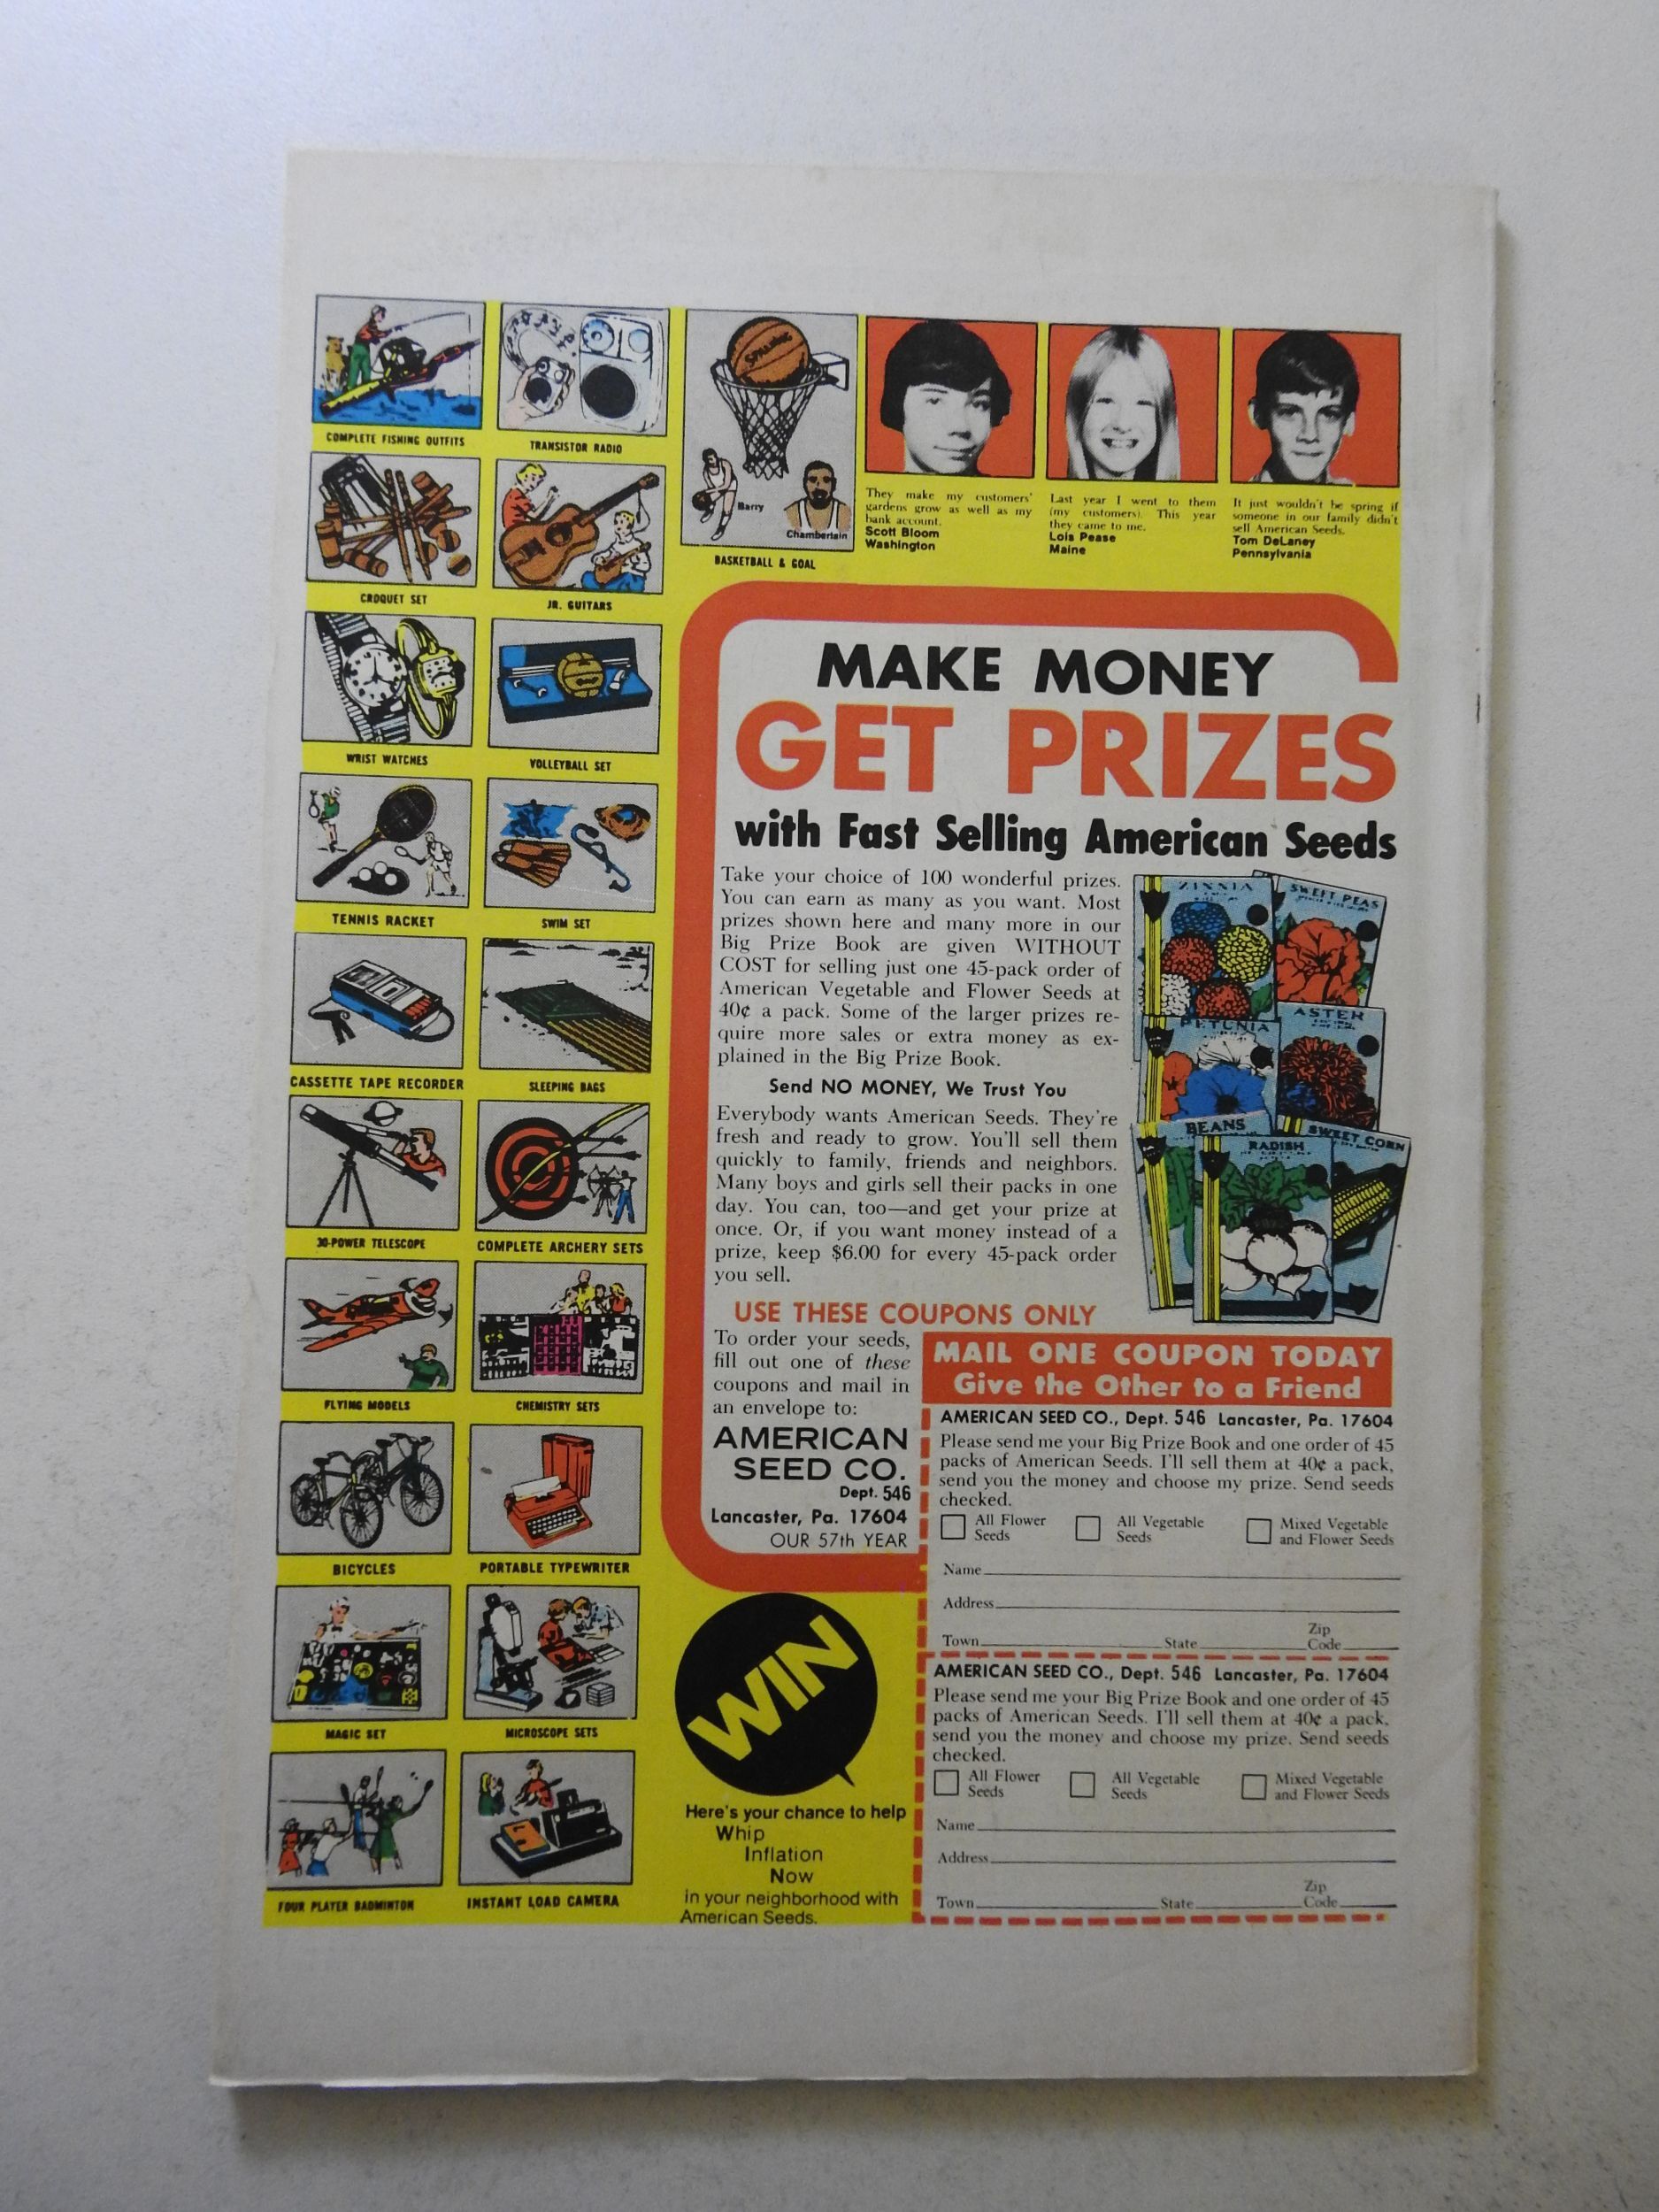 COMPLETE FISHING OUTFITS
TRANSISTOR RADIO
CROQUET SET
JR. GUITARS
WRIST WATCHES
VOLLEYBALL SET
TENNIS RACKET
SWIM SET
CASSETTE TAPE RECORDER
SLEEPING BAGS
30-POWER TELESCOPE
COMPLETE ARCHERY SETS
FLYING MODELS
CHEMISTRY SETS
BICYCLES
PORTABLE TYPEWRITER
MAGIC SET
MICROSCOPE SETS
FOUR PLAYER BADMINTON
INSTANT LOAD CAMERA
SPALDING
Barry
Chamberlain
BASKETBALL & GOAL
They make my customers'
gardens grow as well as my
bank account.
Scott Bloom
Washington
Last year I went to them
(my customers). This year
they came to me.
Lois Pease
Maine
It just wouldn't be spring if
someone in our family didn't
sell American Seeds.
Tom DeLaney
Pennsylvania
MAKE MONEY
GET PRIZES
with Fast Selling American Seeds
Take your choice of 100 wonderful prizes.
You can earn as many as you want. Most
prizes shown here and many more in our
Big Prize Book are given WITHOUT
COST for selling just one 45-pack order of
American Vegetable and Flower Seeds at
40¢ a pack. Some of the larger prizes re-
quire more sales or extra money as ex-
plained in the Big Prize Book.
Send NO MONEY, We Trust You
Everybody wants American Seeds. They're
fresh and ready to grow. You'll sell them
quickly to family, friends and neighbors.
Many boys and girls sell their packs in one
day. You can, too—and get your prize at
once. Or, if you want money instead of a
prize, keep $6.00 for every 45-pack order
you sell.
ZINNIA
SWEET PEAS
PETUNIA
ASTER
BEANS
RADISH
SWEET CORN
USE THESE COUPONS ONLY
To order your seeds,
fill out one of these
coupons and mail in
an envelope to:
AMERICAN
SEED CO.
Dept. 546
Lancaster, Pa. 17604
OUR 57th YEAR
MAIL ONE COUPON TODAY
Give the Other to a Friend
AMERICAN SEED CO., Dept. 546 Lancaster, Pa. 17604
Please send me your Big Prize Book and one order of 45
packs of American Seeds. I'll sell them at 40¢ a pack,
send you the money and choose my prize. Send seeds
checked.
All Flower Seeds
All Vegetable Seeds
Mixed Vegetable and Flower Seeds
Name
Address
Town State Zip Code
AMERICAN SEED CO., Dept. 546 Lancaster, Pa. 17604
Please send me your Big Prize Book and one order of 45
packs of American Seeds. I'll sell them at 40¢ a pack,
send you the money and choose my prize. Send seeds
checked.
All Flower Seeds
All Vegetable Seeds
Mixed Vegetable and Flower Seeds
Name
Address
Town State Zip Code
WIN
Here's your chance to help
Whip
Inflation
Now
in your neighborhood with
American Seeds.